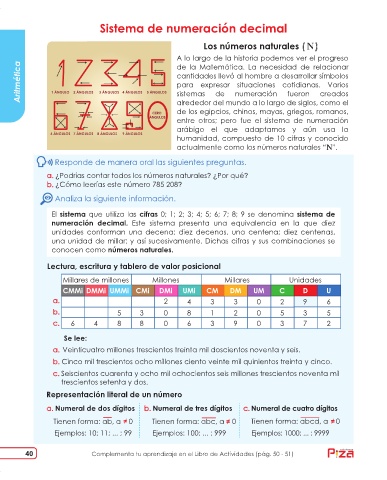 Sistema de numeración decimal
Aritmética
Los números naturales (ℕ)
A lo largo de la historia podemos ver el progreso
de la Matemática. La necesidad de relacionar
cantidades llevó al hombre a desarrollar símbolos
para expresar situaciones cotidianas. Varios
sistemas de numeración fueron creados
alrededor del mundo a lo largo de siglos, como el
de los egipcios, chinos, mayas, griegos, romanos,
entre otros; pero fue el sistema de numeración
arábigo el que adaptamos y aún usa la
humanidad, compuesto de 10 cifras y conocido
actualmente como los números naturales "N".
1 2 3 4 5
1 ÁNGULO 2 ÁNGULOS 3 ÁNGULOS 4 ÁNGULOS 5 ÁNGULOS
6 7 8 9 0
CERO ÁNGULOS
6 ÁNGULOS 7 ÁNGULOS 8 ÁNGULOS 9 ÁNGULOS
Responde de manera oral las siguientes preguntas.
a. ¿Podrías contar todos los números naturales? ¿Por qué?
b. ¿Cómo leerías este número 785 208?
Analiza la siguiente información.
El sistema que utiliza las cifras 0; 1; 2; 3; 4; 5; 6; 7; 8; 9 se denomina sistema de
numeración decimal. Este sistema presenta una equivalencia en la que diez
unidades conforman una decena; diez decenas, una centena; diez centenas,
una unidad de millar; y así sucesivamente. Dichas cifras y sus combinaciones se
conocen como números naturales.
Lectura, escritura y tablero de valor posicional
Millares de millones Millones Millares Unidades
CMMi DMMi UMMi CMi DMi UMi CM DM UM C D U
a. 2 4 3 3 0 2 9 6
b. 5 3 0 8 1 2 0 5 3 5
c. 6 4 8 8 0 6 3 9 0 3 7 2
Se lee:
a. Veinticuatro millones trescientos treinta mil doscientos noventa y seis.
b. Cinco mil trescientos ocho millones ciento veinte mil quinientos treinta y cinco.
c. Seiscientos cuarenta y ocho mil ochocientos seis millones trescientos noventa mil
trescientos setenta y dos.
Representación literal de un número
a. Numeral de dos dígitos b. Numeral de tres dígitos c. Numeral de cuatro dígitos
Tienen forma: a̅b̅, a ≠ 0 Tienen forma: a̅b̅c̅, a ≠ 0 Tienen forma: a̅b̅c̅d̅, a ≠ 0
Ejemplos: 10; 11; ... ; 99 Ejemplos: 100; ... ; 999 Ejemplos: 1000; ... ; 9999
40 Complementa tu aprendizaje en el Libro de Actividades (pág. 50 - 51)